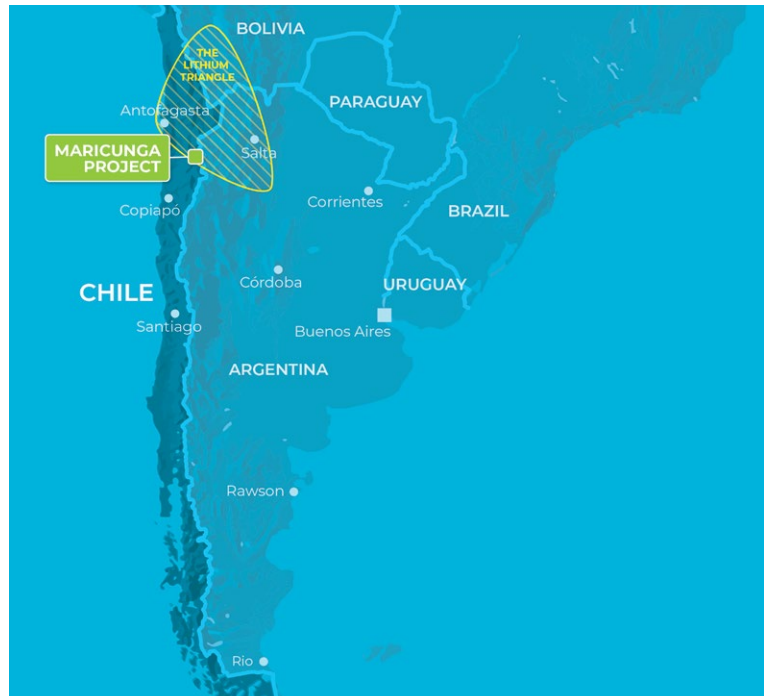 BOLIVIA
THE
LITHIUM
TRIANGLE
PARAGUAY
Antofagasta
Salta
MARICUNGA
PROJECT
Copiapó
Corrientes
BRAZIL
Córdoba
URUGUAY
CHILE
Santiago
Buenos Aires
ARGENTINA
Rawson
Rio